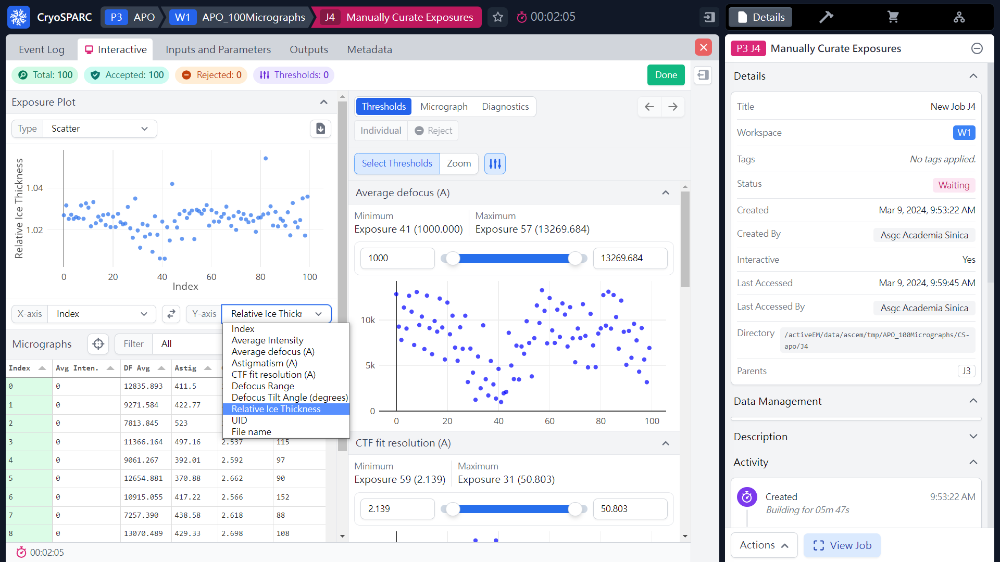 CryoSPARC
P3 APO W1 APO_100Micrographs J4 Manually Curate Exposures 00:02:05
Details
Event Log Interactive Inputs and Parameters Outputs Metadata
Total: 100 Accepted: 100 Rejected: 0 Thresholds: 0 Done
Exposure Plot
Type Scatter
Relative Ice Thickness
1.04
1.02
0 20 40 60 80 100
Index
X-axis Index Y-axis Relative Ice Thickr
Index
Average Intensity
Average defocus (A)
Astigmatism (A)
CTF fit resolution (A)
Defocus Range
Defocus Tilt Angle (degrees)
Relative Ice Thickness
UID
File name
Micrographs Filter All
Index Avg Inten. DF Avg Astig
0 0 12835.893 411.5
1 0 9271.584 422.77
2 0 7813.845 523
3 0 11366.164 497.16 2.537 115
4 0 9061.267 392.01 2.592 97
5 0 12654.881 370.88 2.662 90
6 0 10915.055 417.22 2.566 152
7 0 7257.390 438.58 2.618 88
8 0 13070.489 429.33 2.698 108
00:02:05
Thresholds Micrograph Diagnostics
Individual Reject
Select Thresholds Zoom
Average defocus (A)
Minimum Maximum
Exposure 41 (1000.000) Exposure 57 (13269.684)
1000 13269.684
10k
5k
0
0 20 40 60 80 100
CTF fit resolution (A)
Minimum Maximum
Exposure 59 (2.139) Exposure 31 (50.803)
2.139 50.803
P3 J4 Manually Curate Exposures
Details
Title New Job J4
Workspace W1
Tags No tags applied.
Status Waiting
Created Mar 9, 2024, 9:53:22 AM
Created By Asgc Academia Sinica
Interactive Yes
Last Accessed Mar 9, 2024, 9:59:45 AM
Last Accessed By Asgc Academia Sinica
Directory /activeEM/data/ascem/tmp/APO_100Micrographs/CS-
apo/J4
Parents J3
Data Management
Description
Activity
Created 9:53:22 AM
Building for 05m 47s
Actions View Job